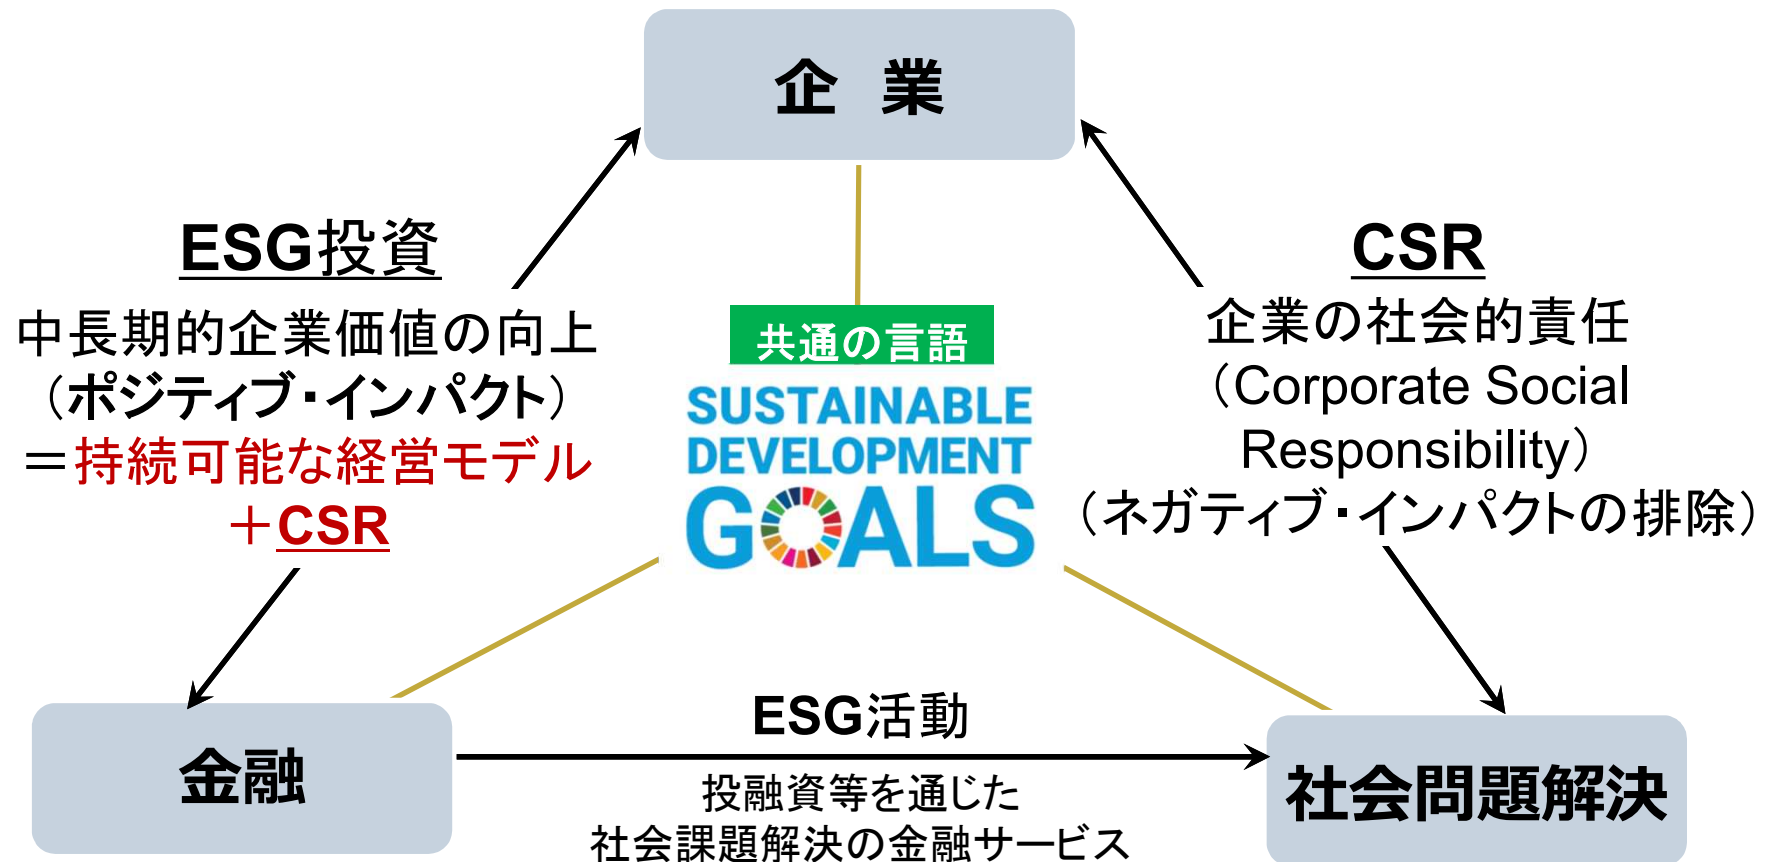 企　業
ESG投資
中長期的企業価値の向上
（ポジティブ・インパクト）
＝持続可能な経営モデル
＋CSR
共通の言語
SUSTAINABLE
DEVELOPMENT
GOALS
CSR
企業の社会的責任
（Corporate Social
Responsibility）
（ネガティブ・インパクトの排除）
金融
ESG活動
投融資等を通じた
社会課題解決の金融サービス
社会問題解決